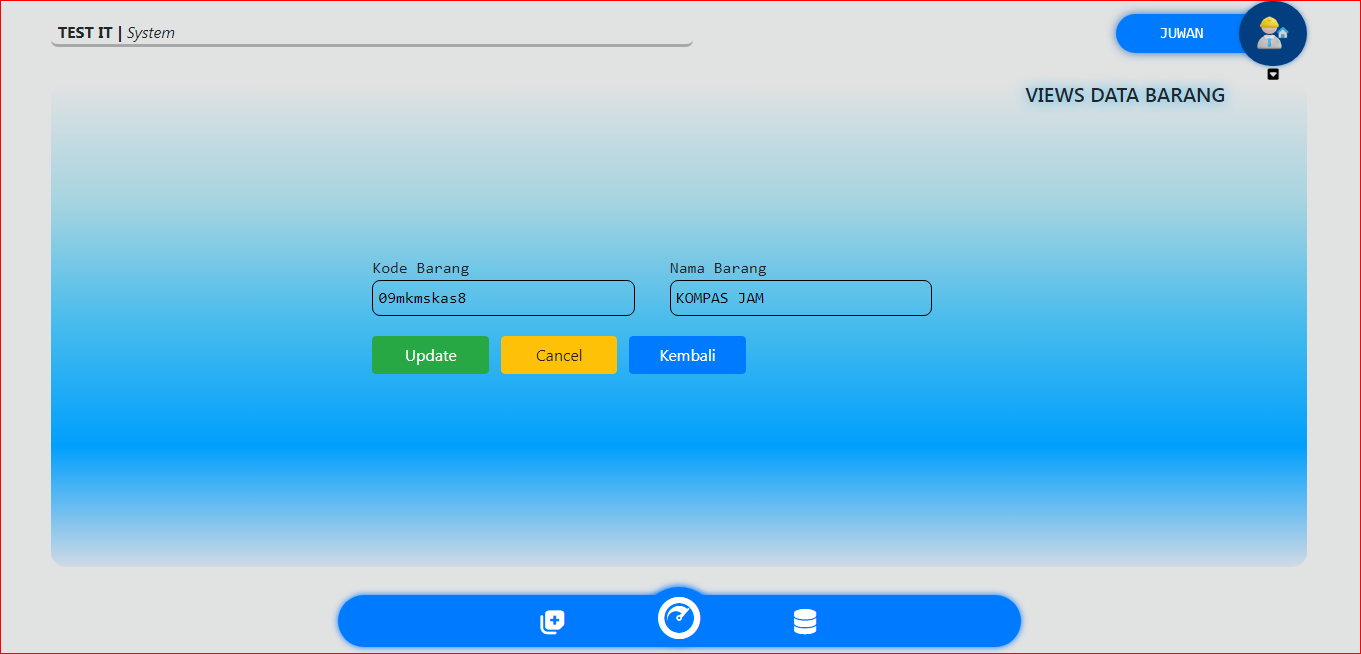 TEST IT | System
JUWAN
VIEWS DATA BARANG
Kode Barang
Nama Barang
09mkmskas8
KOMPAS JAM
Update
Cancel
Kembali